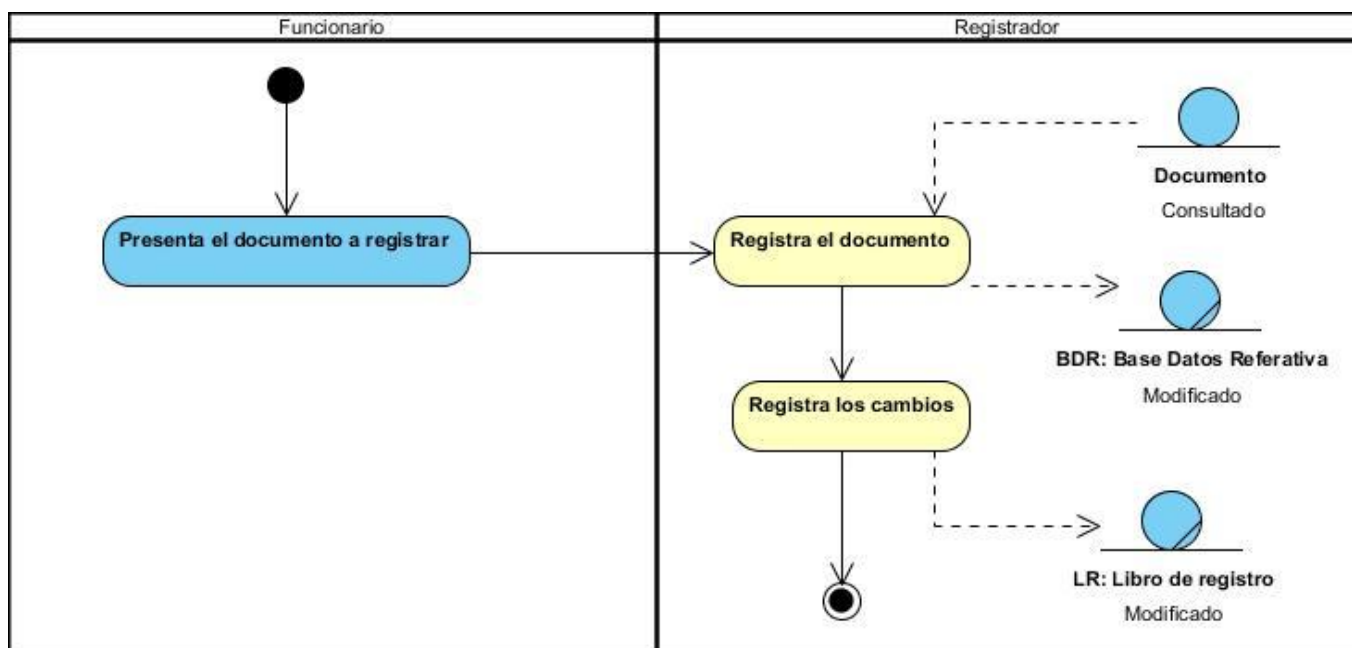 Funcionario
Registrador
Documento
Consultado
Presenta el documento a registrar
Registra el documento
BDR: Base Datos Referativa
Modificado
Registra los cambios
LR: Libro de registro
Modificado